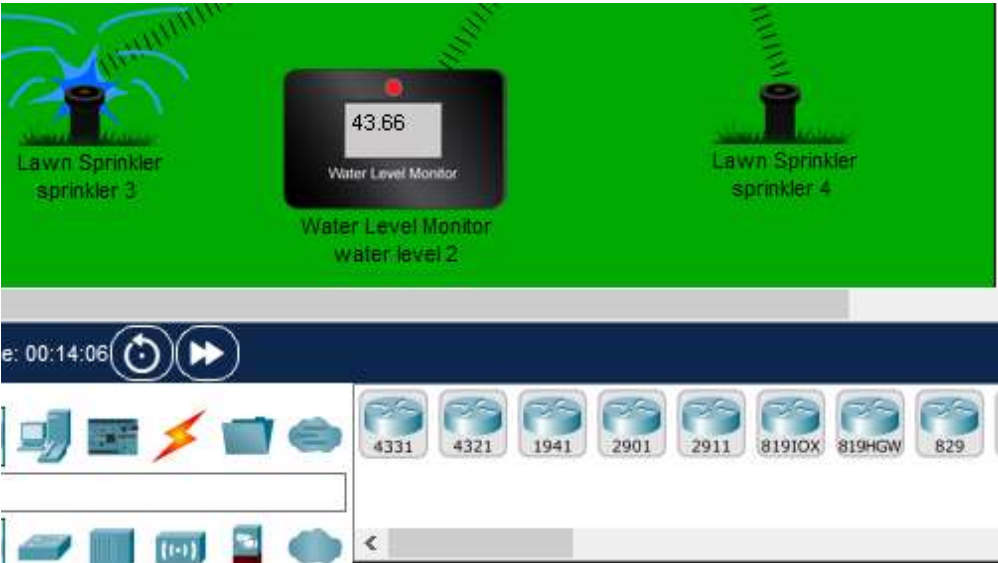 43.66
Water Level Monitor
Lawn Sprinkler
sprinkler 3
Water Level Monitor
water level 2
Lawn Sprinkler
sprinkler 4
e: 00:14:06
4331
4321
1941
2901
2911
819IOX
819HGW
829